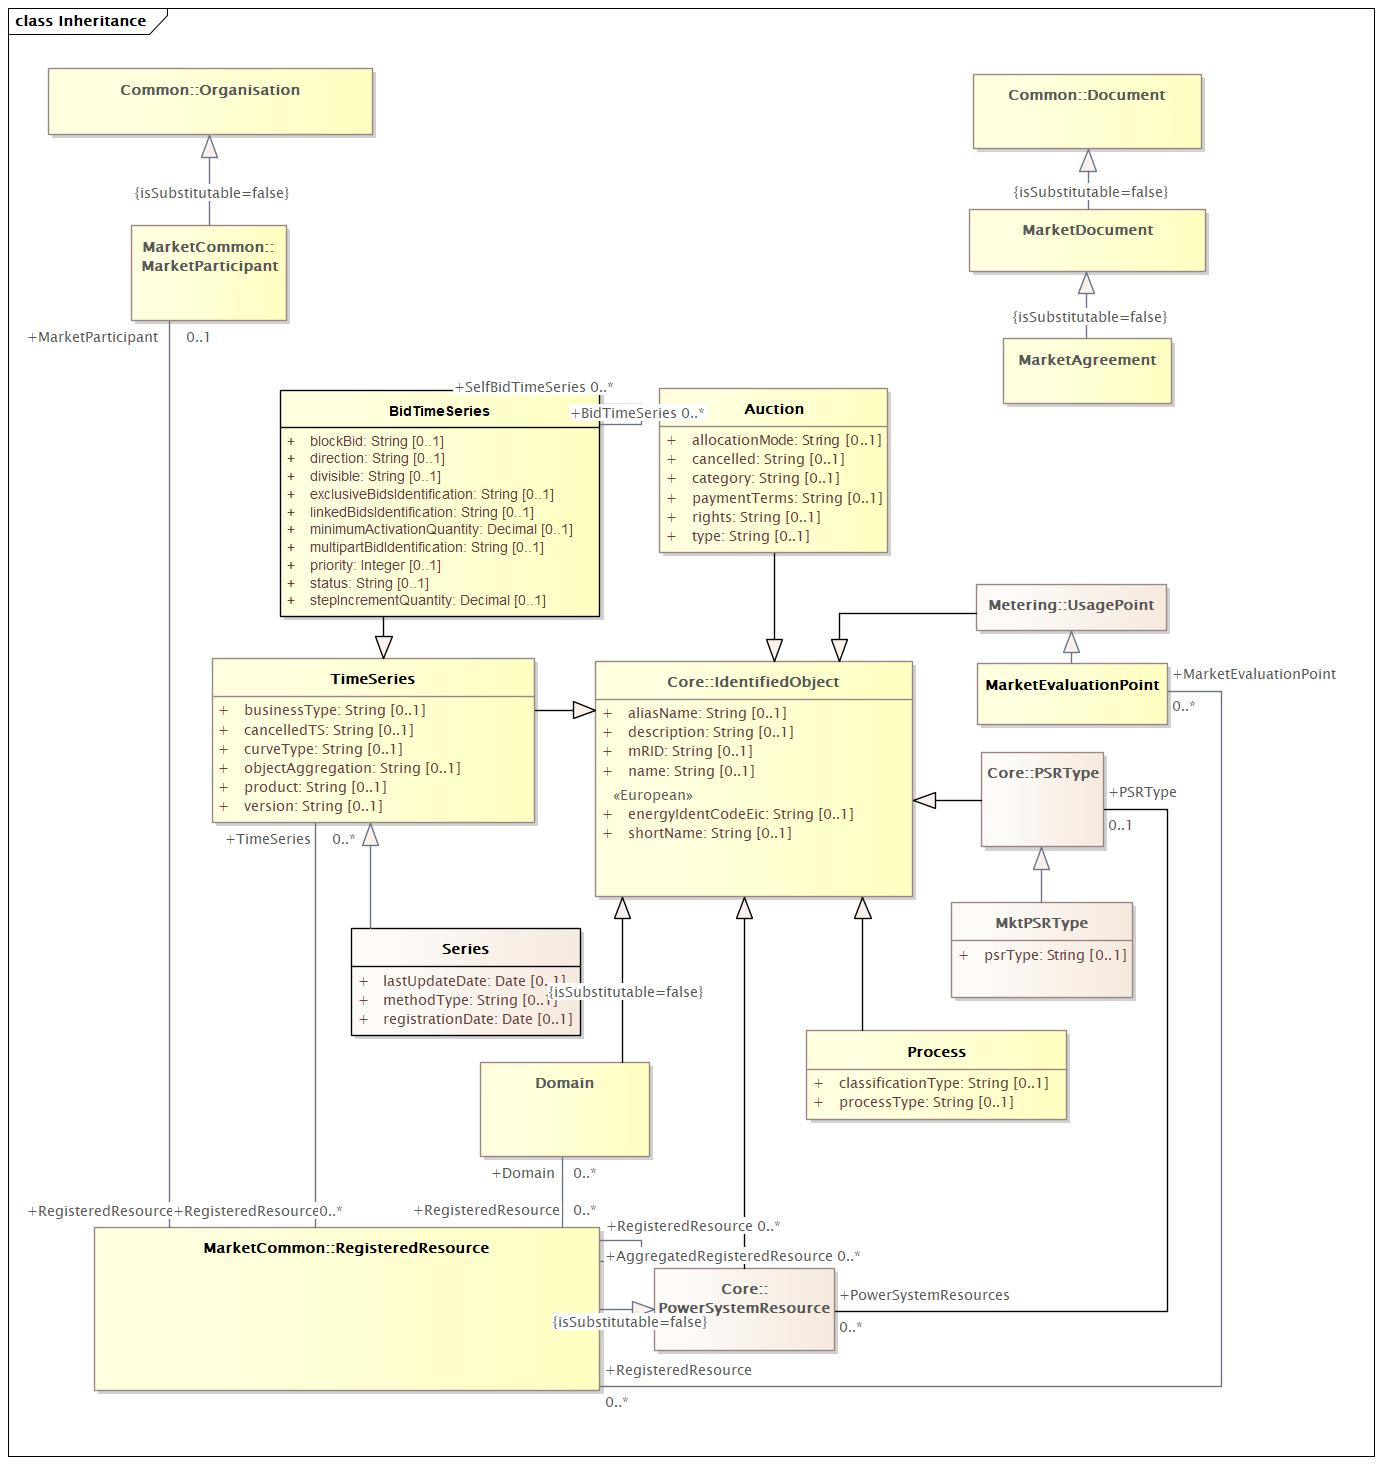 class Inheritance
Common::Organisation
Common::Document
{isSubstitutable=false}
{isSubstitutable=false}
MarketCommon::
MarketParticipant
MarketDocument
{isSubstitutable=false}
+MarketParticipant 0..1
MarketAgreement
+SelfBidTimeSeries 0..*
+BidTimeSeries 0..*
BidTimeSeries
+ blockBid: String [0..1]
+ direction: String [0..1]
+ divisible: String [0..1]
+ exclusiveBidsIdentification: String [0..1]
+ linkedBidsIdentification: String [0..1]
+ minimumActivationQuantity: Decimal [0..1]
+ multipartBidIdentification: String [0..1]
+ priority: Integer [0..1]
+ status: String [0..1]
+ stepIncrementQuantity: Decimal [0..1]
Auction
+ allocationMode: String [0..1]
+ cancelled: String [0..1]
+ category: String [0..1]
+ paymentTerms: String [0..1]
+ rights: String [0..1]
+ type: String [0..1]
Metering::UsagePoint
MarketEvaluationPoint
+MarketEvaluationPoint
0..*
TimeSeries
+ businessType: String [0..1]
+ cancelledTS: String [0..1]
+ curveType: String [0..1]
+ objectAggregation: String [0..1]
+ product: String [0..1]
+ version: String [0..1]
+TimeSeries 0..*
Core::IdentifiedObject
+ aliasName: String [0..1]
+ description: String [0..1]
+ mRID: String [0..1]
+ name: String [0..1]
«European»
+ energyIdentCodeEic: String [0..1]
+ shortName: String [0..1]
Core::PSRType
+PSRType
0..1
MktPSRType
+ psrType: String [0..1]
Series
+ lastUpdateDate: Date [0..1]
+ methodType: String [0..1]
+ registrationDate: Date [0..1]
{isSubstitutable=false}
Process
+ classificationType: String [0..1]
+ processType: String [0..1]
Domain
+Domain 0..*
+RegisteredResource
+RegisteredResource 0..*
+RegisteredResource 0..*
MarketCommon::RegisteredResource
+RegisteredResource 0..*
+AggregatedRegisteredResource 0..*
Core::
PowerSystemResource
{isSubstitutable=false}
+PowerSystemResources
0..*
+RegisteredResource
0..*